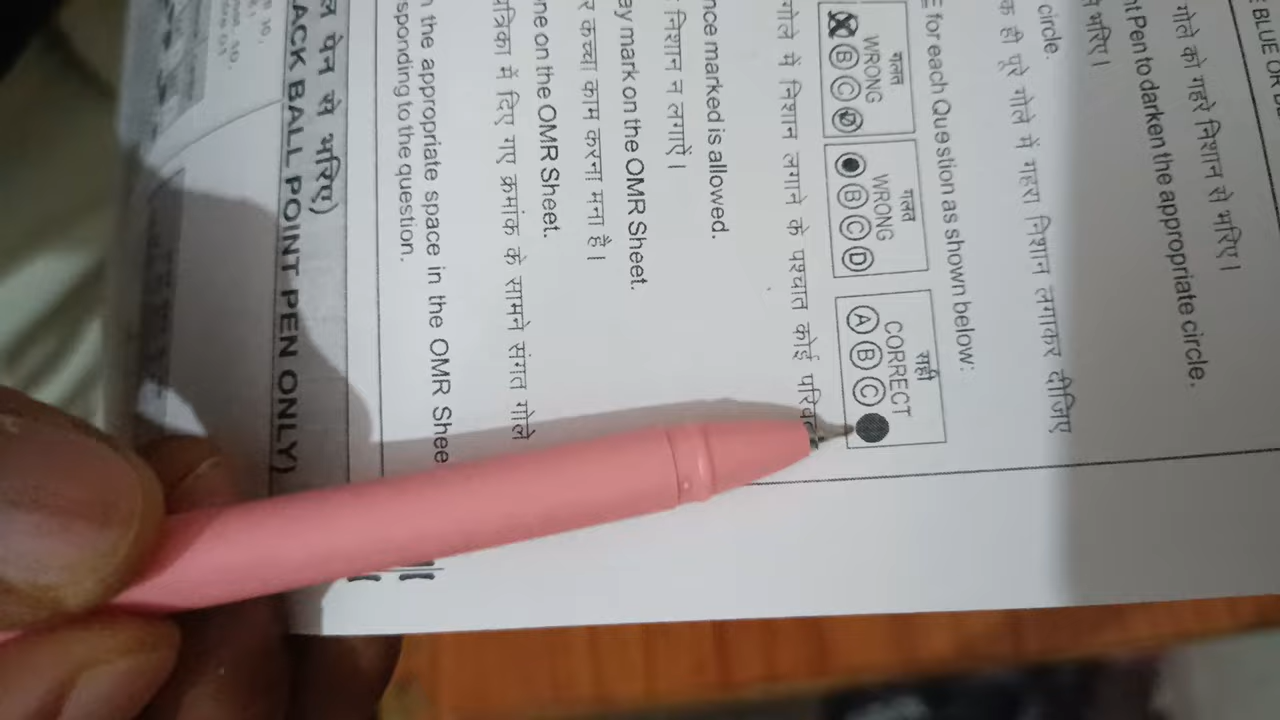 E BLUE OR
गोले को गहरे निशान से भरिए।
nt Pen to darken the appropriate circle.
भरिए।
क ही पूरे गोले में गहरा निशान लगाकर दीजिए
circle.
E for each Question as shown below:
गलत गलत सही
WRONG WRONG CORRECT
B C D B C D A B C
गोले में निशान लगाने के पश्चात कोई
nce marked is allowed.
निशान न लगाऐं।
ay mark on the OMR Sheet.
र कच्चा काम करना मना है।
ne on the OMR Sheet.
त्रिका में दिए गए क्रमांक के सामने संगत गोले
n the appropriate space in the OMR Shee
sponding to the question.
ल पेन से भरिए)
ACK BALL POINT PEN ONLY)